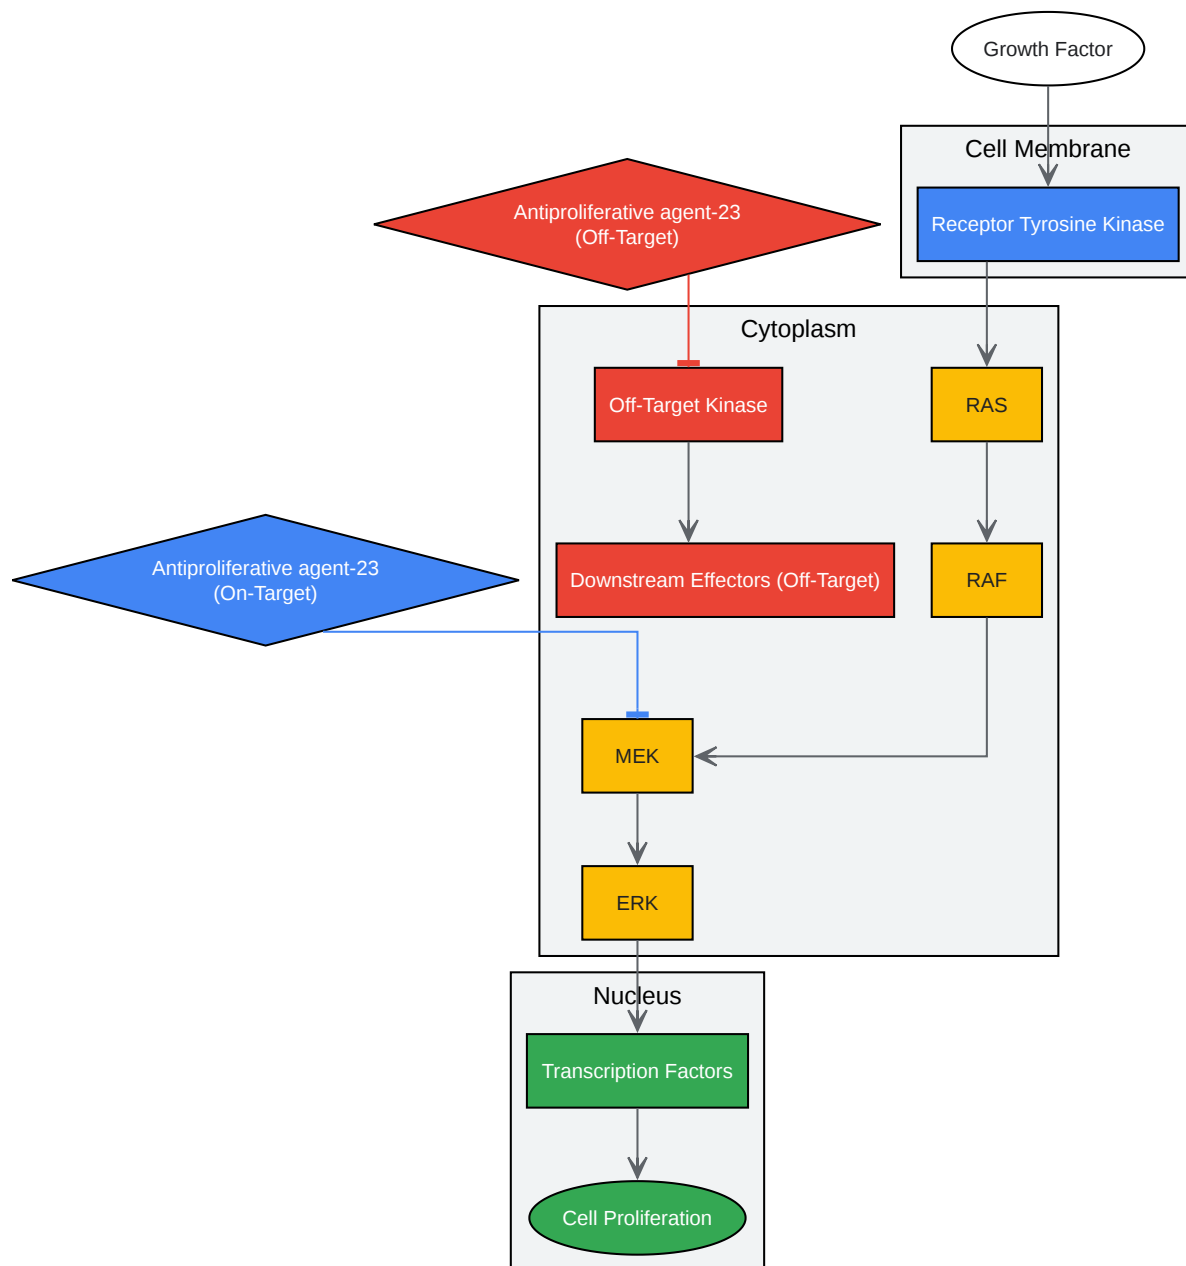 Growth Factor
Cell Membrane
Receptor Tyrosine Kinase
Antiproliferative agent-23
(Off-Target)
Cytoplasm
Off-Target Kinase
RAS
Downstream Effectors (Off-Target)
RAF
Antiproliferative agent-23
(On-Target)
MEK
ERK
Nucleus
Transcription Factors
Cell Proliferation